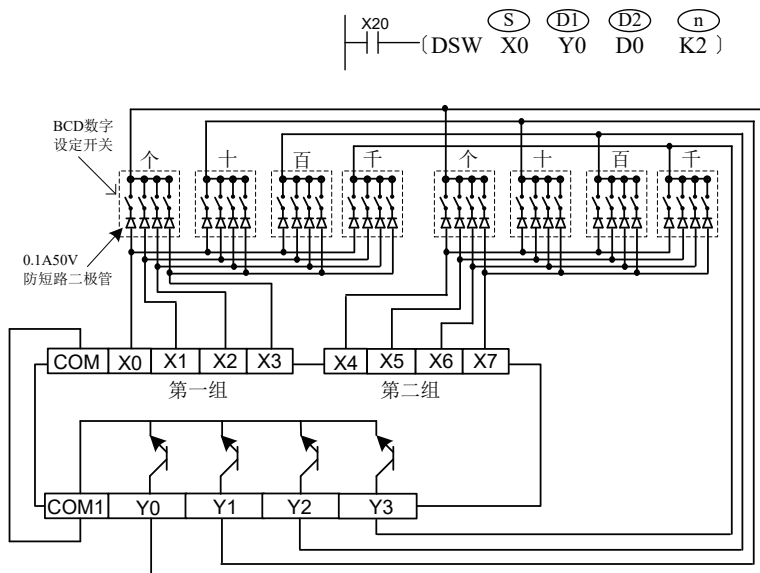 S D1 D2 n
X20
DSW X0 Y0 D0 K2
BCD数字
设定开关
个 十 百 千 个 十 百 千
0.1A50V
防短路二极管
COM X0 X1 X2 X3 X4 X5 X6 X7
第一组 第二组
COM1 Y0 Y1 Y2 Y3